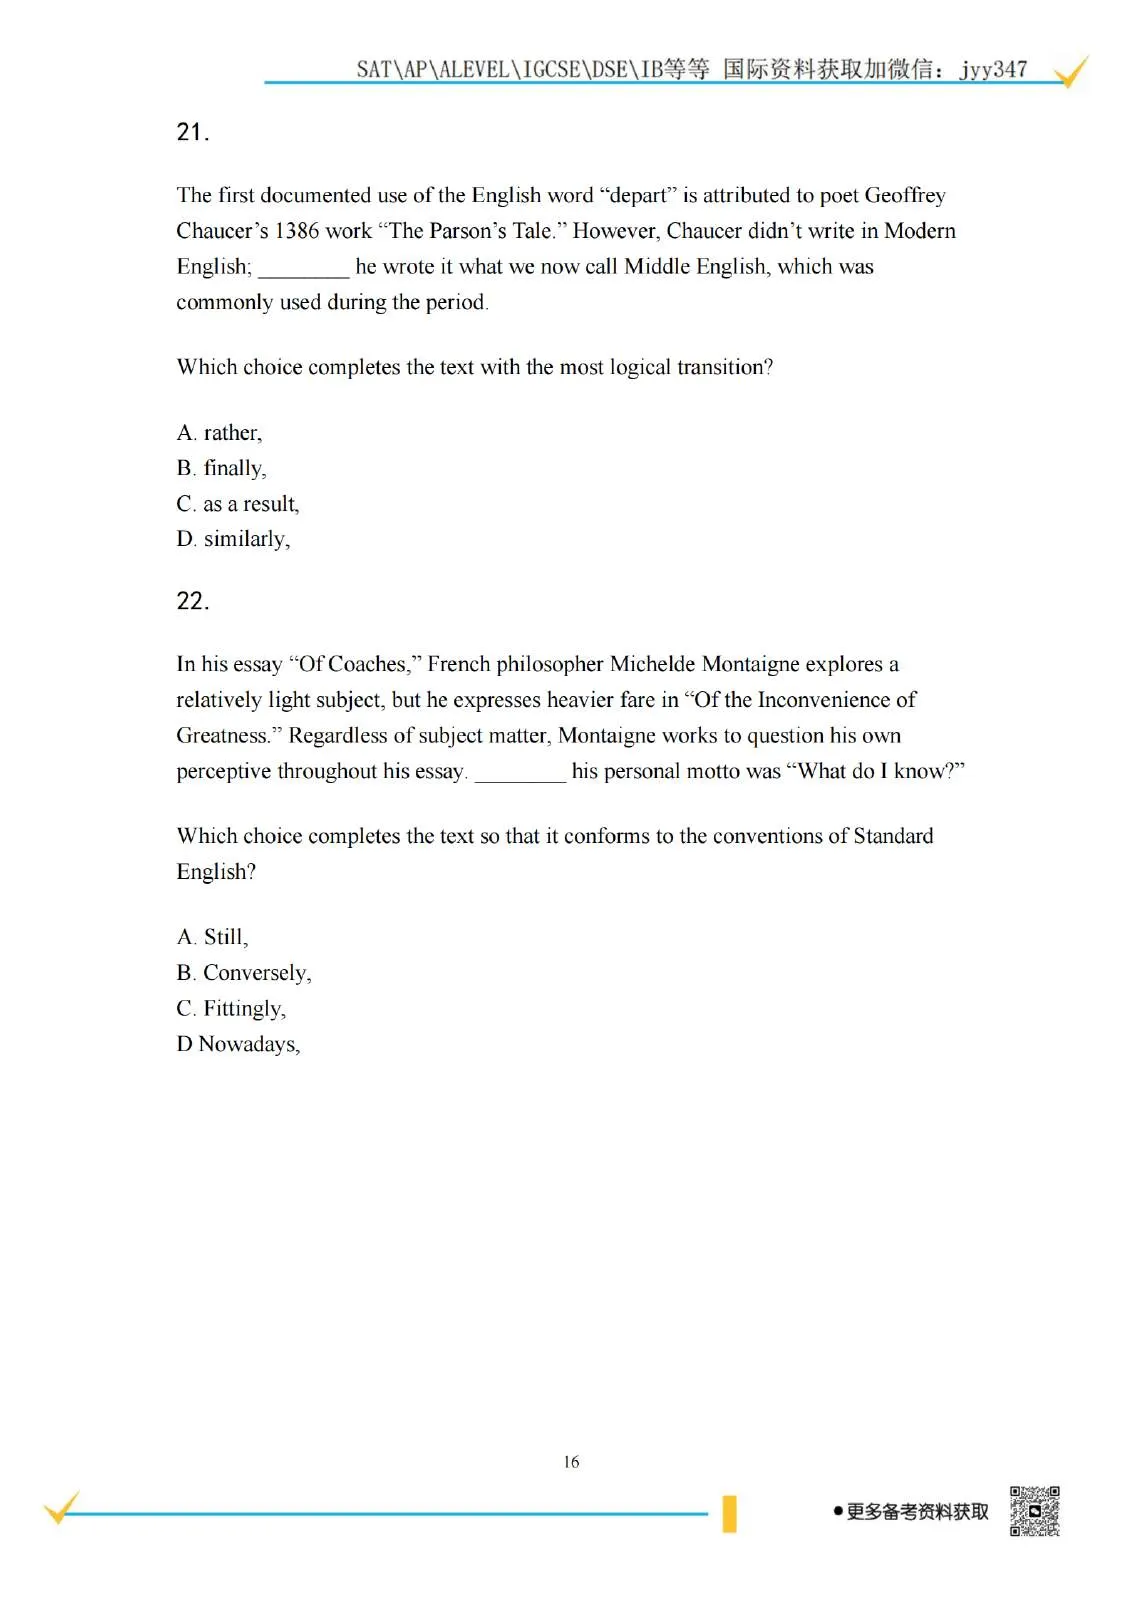 SAT\AP\ALEVEL\IGCSE\DSE\IB等等 国际资料获取加微信：jyy347
21.
The first documented use of the English word “depart” is attributed to poet Geoffrey
Chaucer’s 1386 work “The Parson’s Tale.” However, Chaucer didn’t write in Modern
English; ________ he wrote it what we now call Middle English, which was
commonly used during the period.
Which choice completes the text with the most logical transition?
A. rather,
B. finally,
C. as a result,
D. similarly,
22.
In his essay “Of Coaches,” French philosopher Michelde Montaigne explores a
relatively light subject, but he expresses heavier fare in “Of the Inconvenience of
Greatness.” Regardless of subject matter, Montaigne works to question his own
perceptive throughout his essay. ________ his personal motto was “What do I know?”
Which choice completes the text so that it conforms to the conventions of Standard
English?
A. Still,
B. Conversely,
C. Fittingly,
D Nowadays,
16
●更多备考资料获取